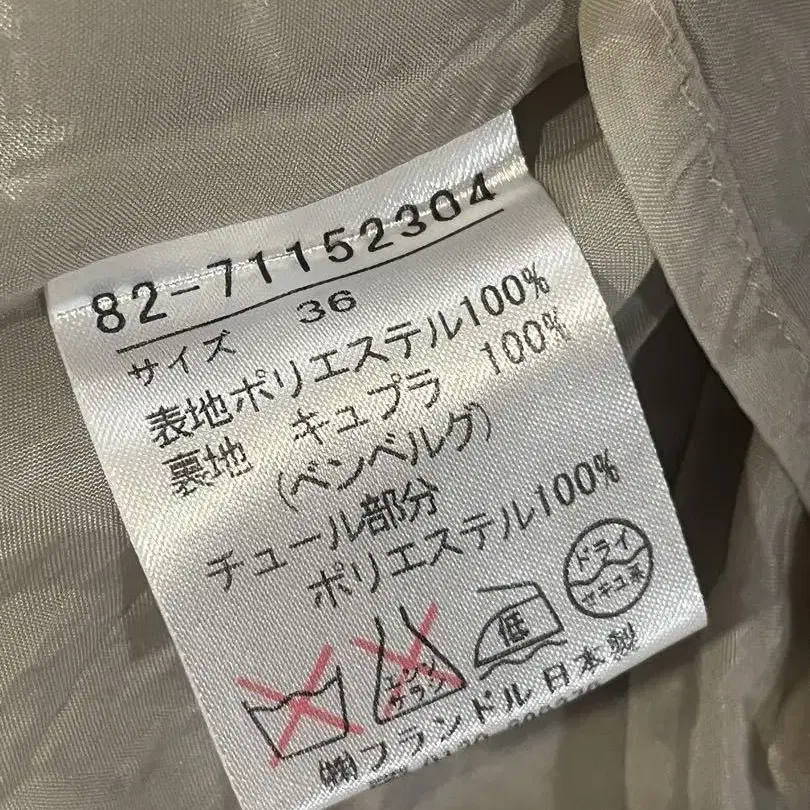 82-71152304
サイズ 36
表地ポリエステル100%
裏地 キュプラ 100%
(ベンベルグ)
チュール部分
ポリエステル100%
エンソ サラシ
低
ドライ
セキユ系
㈱フランドル 日本製